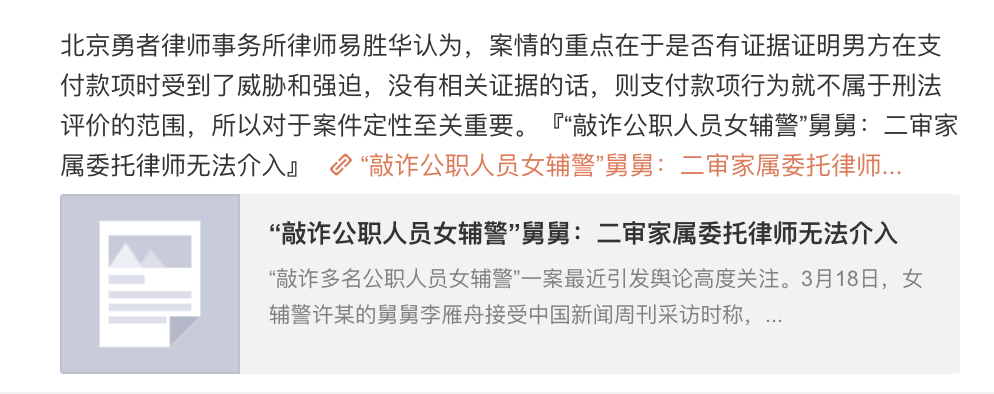 北京勇者律师事务所律师易胜华认为，案情的重点在于是否有证据证明男方在支
付款项时受到了威胁和强迫，没有相关证据的话，则支付款项行为就不属于刑法
评价的范围，所以对于案件定性至关重要。『“敲诈公职人员女辅警”舅舅：二审家
属委托律师无法介入』 “敲诈公职人员女辅警”舅舅：二审家属委托律师...
“敲诈公职人员女辅警”舅舅：二审家属委托律师无法介入
“敲诈多名公职人员女辅警”一案最近引发舆论高度关注。3月18日，女
辅警许某的舅舅李雁舟接受中国新闻周刊采访时称，...